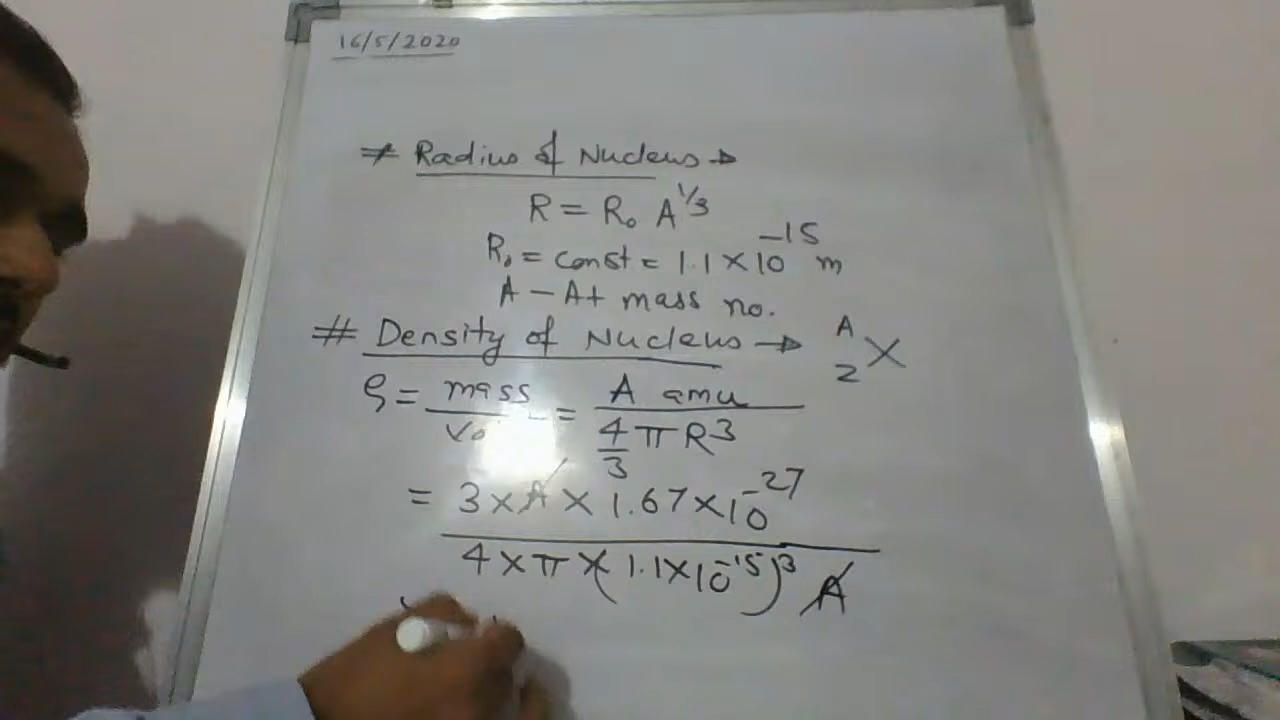 16/5/2020
* Radius of Nucleus →
R = R₀ A^1/3
R₀ = const = 1.1 × 10^-15 m
A – At mass no.
# Density of Nucleus → ^A_Z X
ρ = mass / Vo = A amu / 4/3 π R^3
= 3 × A × 1.67 × 10^-27 / 4 × π × (1.1 × 10^-15)^3 A